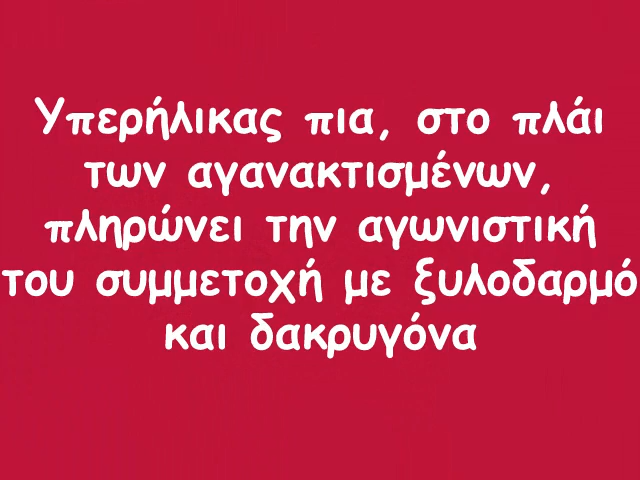 Υπερήλικας πια, στο πλάι
των αγανακτισμένων,
πληρώνει την αγωνιστική
του συμμετοχή με ξυλοδαρμό
και δακρυγόνα